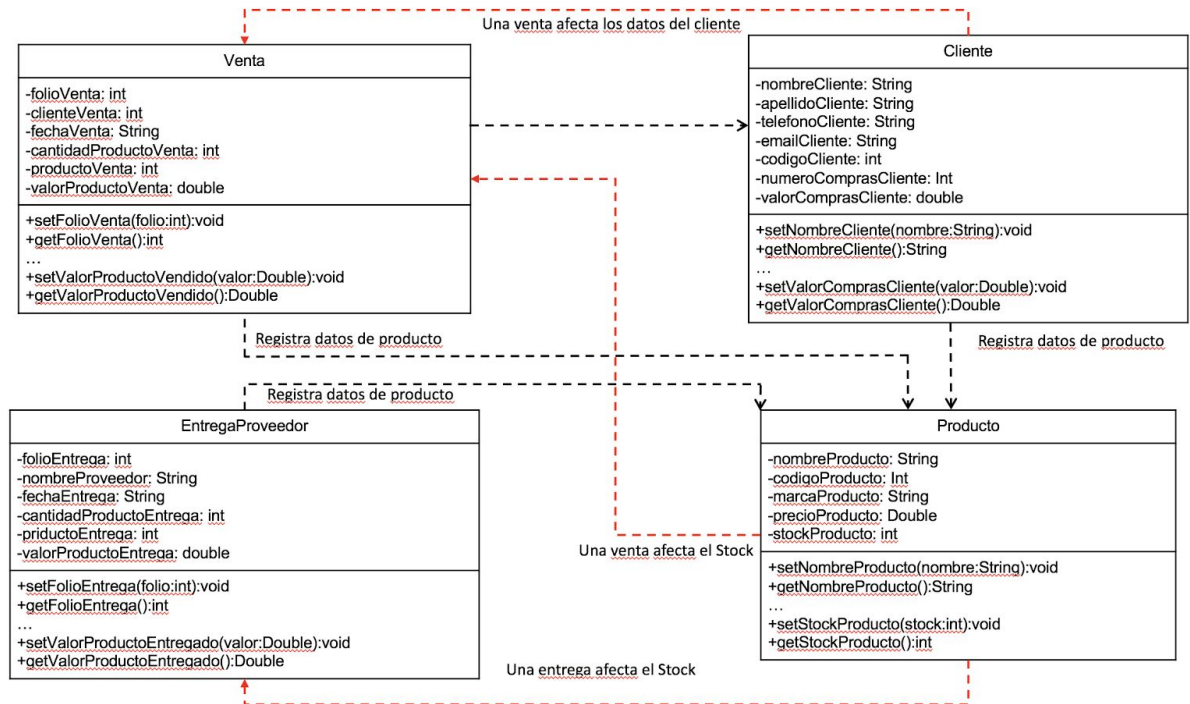 Una venta afecta los datos del cliente
Venta
-folioVenta: int
-clienteVenta: int
-fechaVenta: String
-cantidadProductoVenta: int
-productoVenta: int
-valorProductoVenta: double
+setFolioVenta(folio:int):void
+getFolioVenta():int
...
+setValorProductoVendido(valor:Double):void
+getValorProductoVendido():Double
Cliente
-nombreCliente: String
-apellidoCliente: String
-telefonoCliente: String
-emailCliente: String
-codigoCliente: int
-numeroComprasCliente: Int
-valorComprasCliente: double
+setNombreCliente(nombre:String):void
+getNombreCliente():String
...
+setValorComprasCliente(valor:Double):void
+getValorComprasCliente():Double
Registra datos de producto
Registra datos de producto
Registra datos de producto
EntregaProveedor
-folioEntrega: int
-nombreProveedor: String
-fechaEntrega: String
-cantidadProductoEntrega: int
-priductoEntrega: int
-valorProductoEntrega: double
+setFolioEntrega(folio:int):void
+getFolioEntrega():int
...
+setValorProductoEntregado(valor:Double):void
+getValorProductoEntregado():Double
Producto
-nombreProducto: String
-codigoProducto: Int
-marcaProducto: String
-precioProducto: Double
-stockProducto: int
+setNombreProducto(nombre:String):void
+getNombreProducto():String
...
+setStockProducto(stock:int):void
+getStockProducto():int
Una venta afecta el Stock
Una entrega afecta el Stock